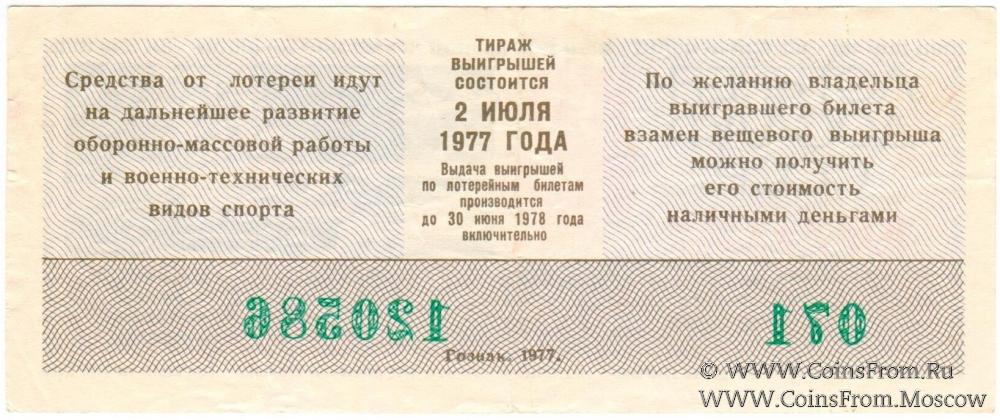 Средства от лотереи идут
на дальнейшее развитие
оборонно-массовой работы
и военно-технических
видов спорта
ТИРАЖ
ВЫИГРЫШЕЙ
СОСТОИТСЯ
2 ИЮЛЯ
1977 ГОДА
Выдача выигрышей
по лотерейным билетам
производится
до 30 июня 1978 года
включительно
По желанию владельца
выигравшего билета
взамен вещевого выигрыша
можно получить
его стоимость
наличными деньгами
120586 071
Гознак. 1977.
© WWW.CoinsFrom.Ru
WWW.CoinsFrom.Moscow